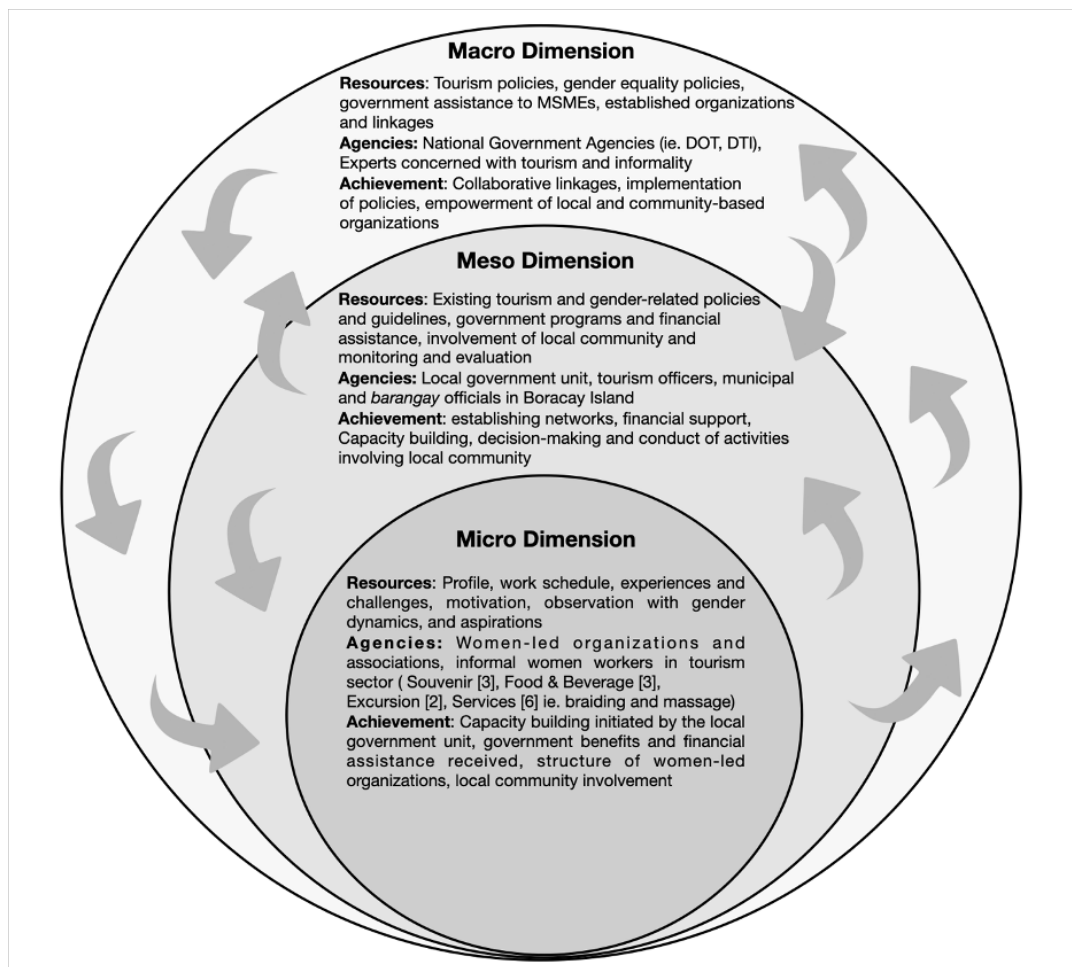 Macro Dimension
Resources: Tourism policies, gender equality policies,
government assistance to MSMEs, established organizations
and linkages
Agencies: National Government Agencies (ie. DOT, DTI),
Experts concerned with tourism and informality
Achievement: Collaborative linkages, implementation
of policies, empowerment of local and community-based
organizations
Meso Dimension
Resources: Existing tourism and gender-related policies
and guidelines, government programs and financial
assistance, involvement of local community and
monitoring and evaluation
Agencies: Local government unit, tourism officers, municipal
and barangay officials in Boracay Island
Achievement: establishing networks, financial support,
Capacity building, decision-making and conduct of activities
involving local community
Micro Dimension
Resources: Profile, work schedule, experiences and
challenges, motivation, observation with gender
dynamics, and aspirations
Agencies: Women-led organizations and
associations, informal women workers in tourism
sector ( Souvenir [3], Food & Beverage [3],
Excursion [2], Services [6] ie. braiding and massage)
Achievement: Capacity building initiated by the local
government unit, government benefits and financial
assistance received, structure of women-led
organizations, local community involvement